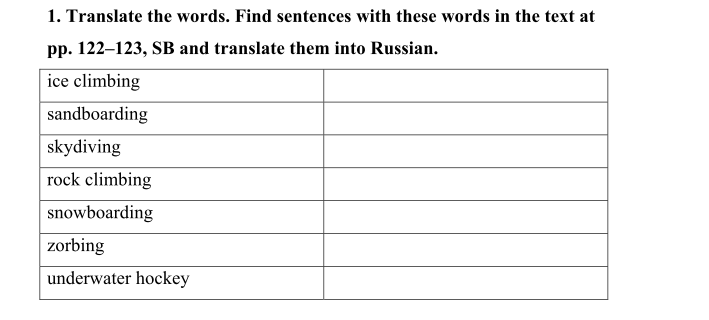 1. Translate the words. Find sentences with these words in the text at
pp. 122–123, SB and translate them into Russian.
ice climbing
sandboarding
skydiving
rock climbing
snowboarding
zorbing
underwater hockey